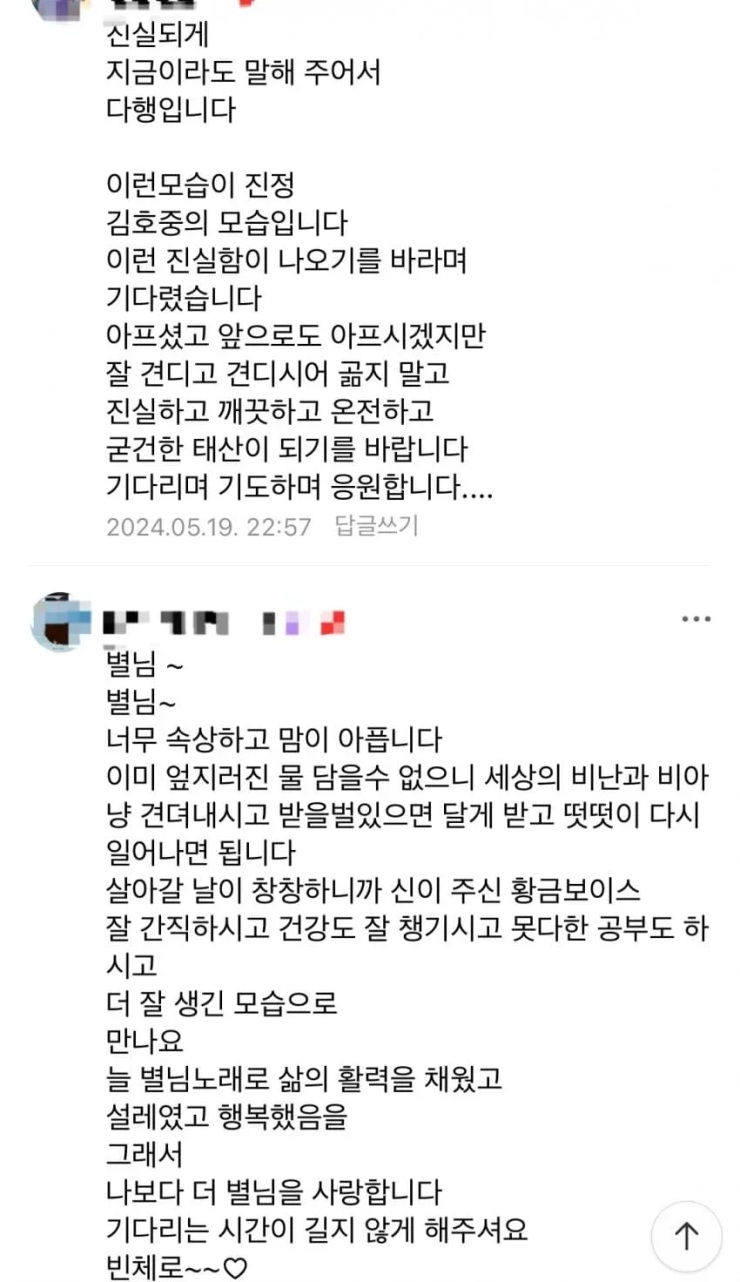 진실되게
지금이라도 말해 주어서
다행입니다
이런모습이 진정
김호중의 모습입니다
이런 진실함이 나오기를 바라며
기다렸습니다
아프셨고 앞으로도 아프시겠지만
잘 견디고 견디시어 곪지 말고
진실하고 깨끗하고 온전하고
굳건한 태산이 되기를 바랍니다
기다리며 기도하며 응원합니다....
2024.05.19. 22:57 답글쓰기
별님 ~
별님~
너무 속상하고 맘이 아픕니다
이미 엎지러진 물 담을수 없으니 세상의 비난과 비아
냥 견뎌내시고 받을벌있으면 달게 받고 떳떳이 다시
일어나면 됩니다
살아갈 날이 창창하니까 신이 주신 황금보이스
잘 간직하시고 건강도 잘 챙기시고 못다한 공부도 하
시고
더 잘 생긴 모습으로
만나요
늘 별님노래로 삶의 활력을 채웠고
설레였고 행복했음을
그래서
나보다 더 별님을 사랑합니다
기다리는 시간이 길지 않게 해주셔요
빈체로~~♡